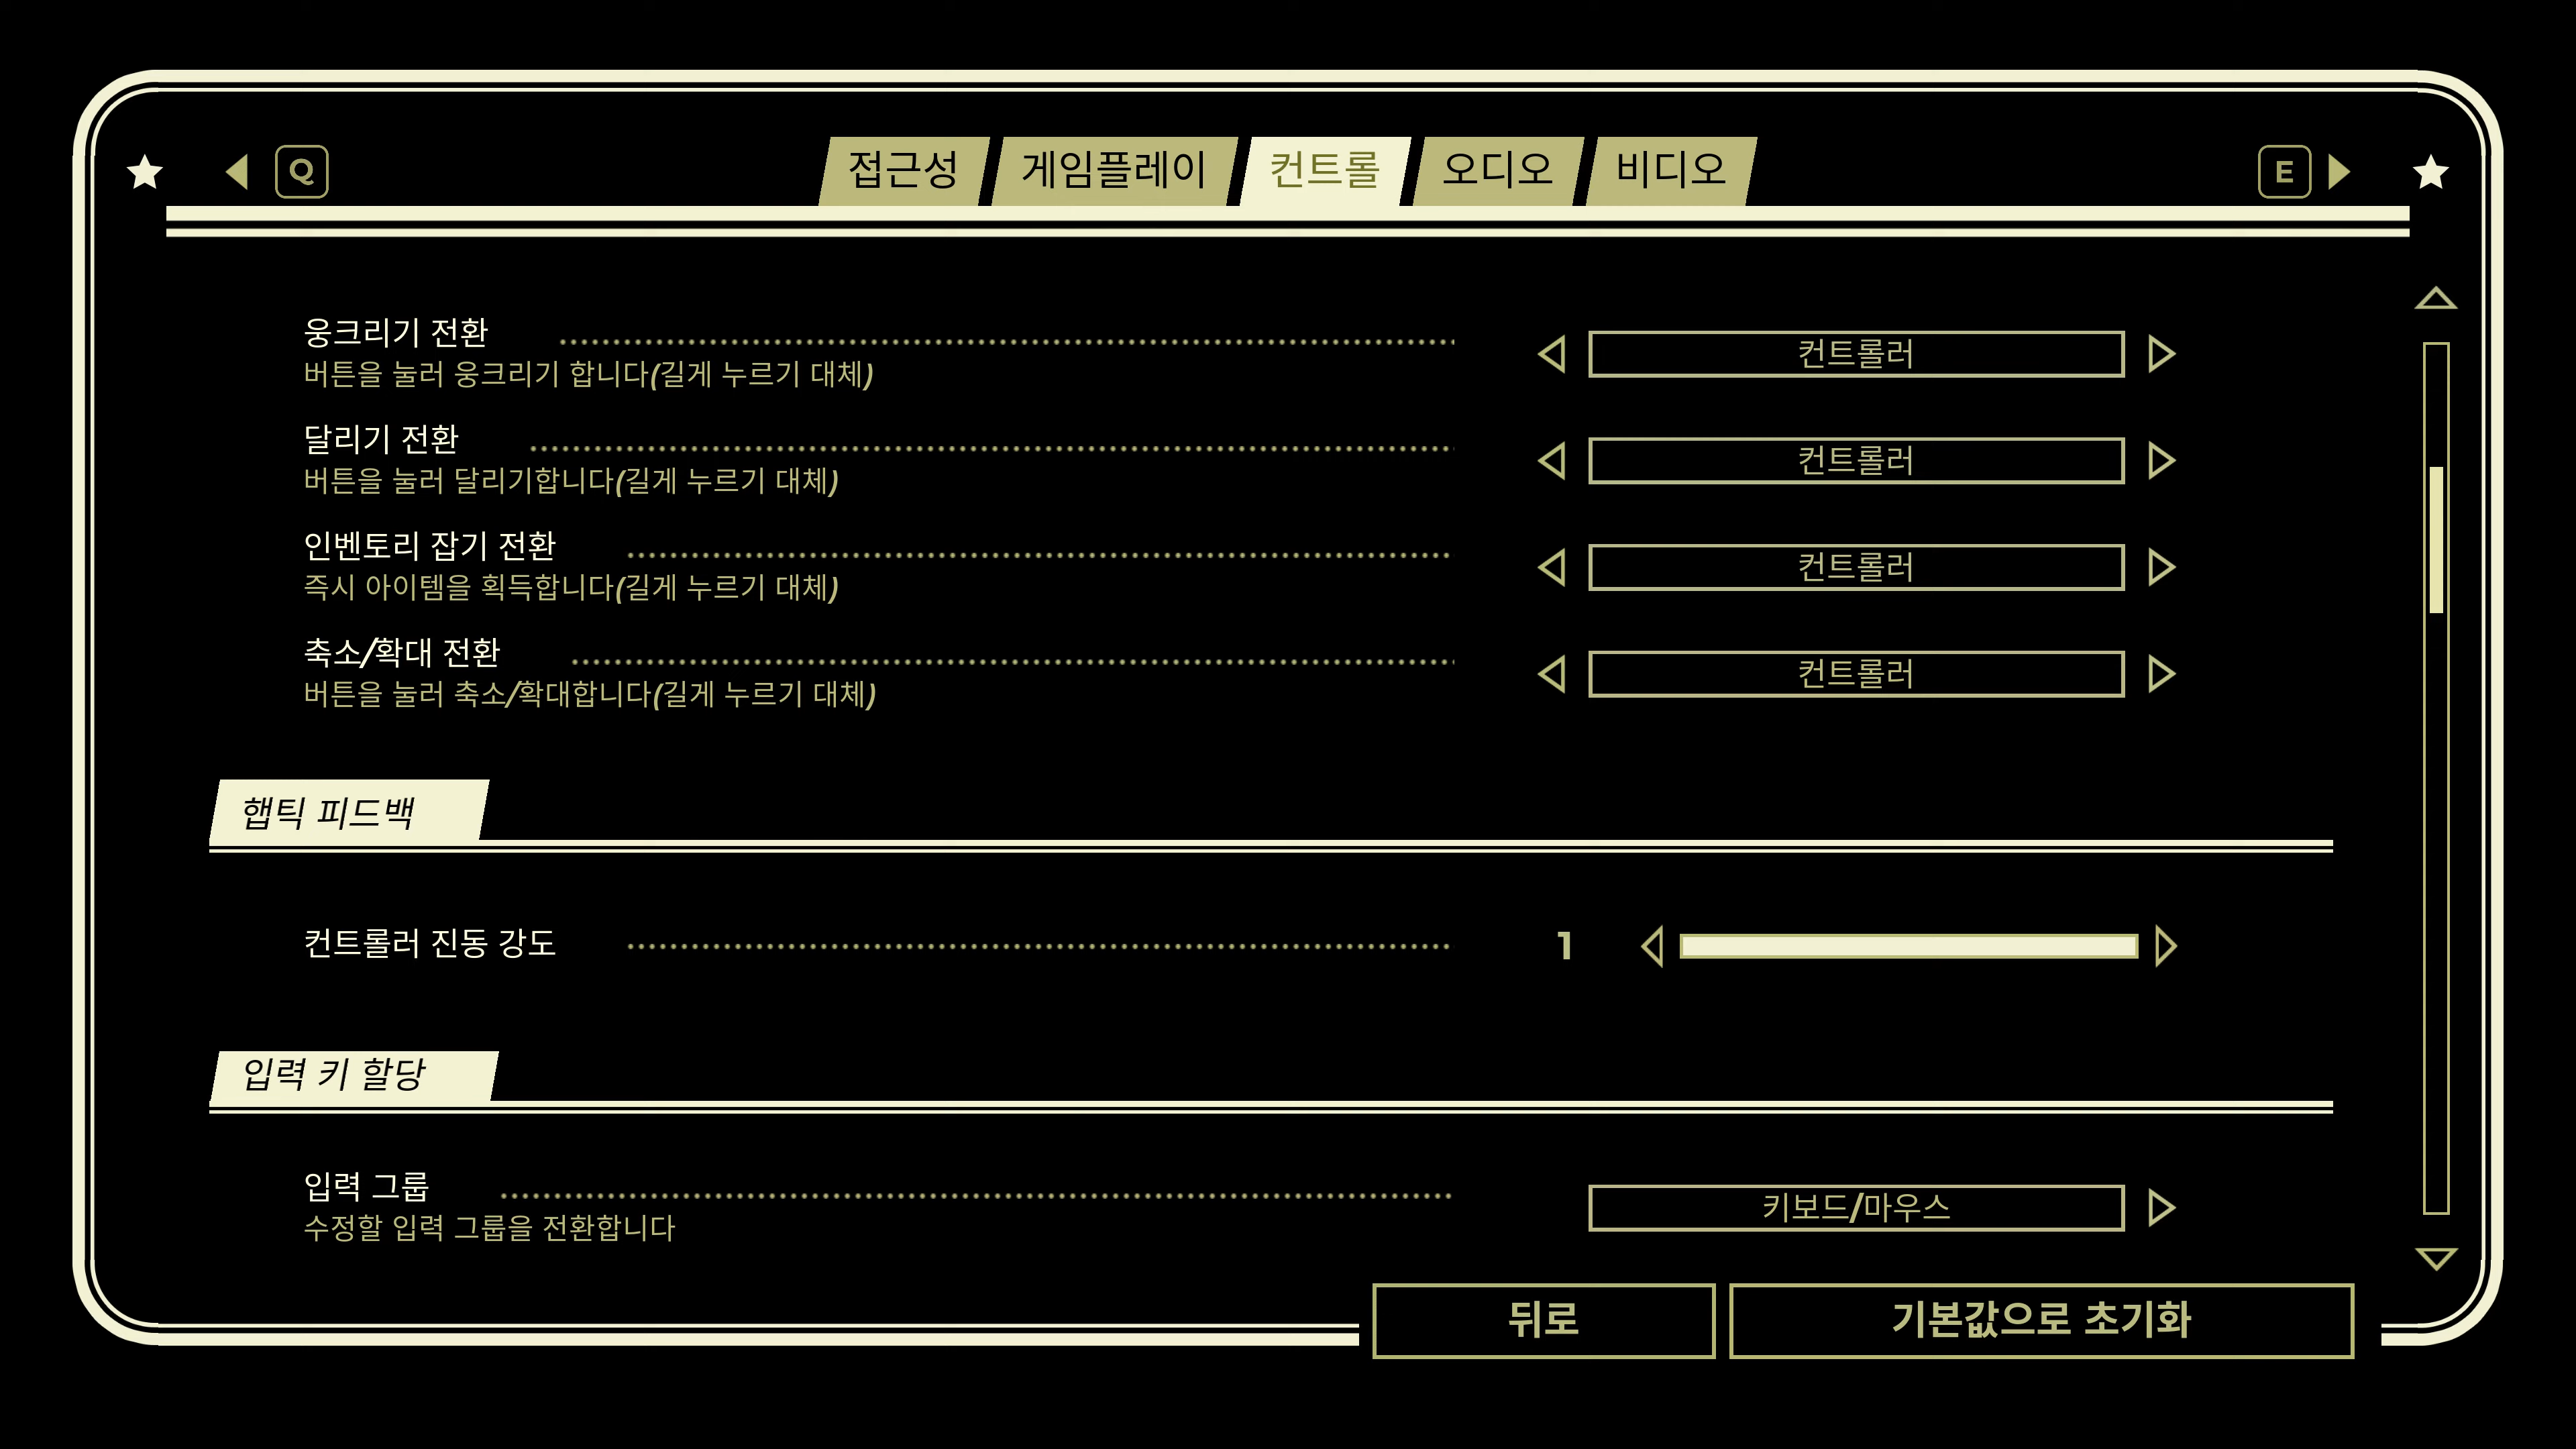 Q 접근성 게임플레이 컨트롤 오디오 비디오 E
웅크리기 전환 컨트롤러
버튼을 눌러 웅크리기 합니다(길게 누르기 대체)
달리기 전환 컨트롤러
버튼을 눌러 달리기합니다(길게 누르기 대체)
인벤토리 잡기 전환 컨트롤러
즉시 아이템을 획득합니다(길게 누르기 대체)
축소/확대 전환 컨트롤러
버튼을 눌러 축소/확대합니다(길게 누르기 대체)
햅틱 피드백
컨트롤러 진동 강도 1
입력 키 할당
입력 그룹 키보드/마우스
수정할 입력 그룹을 전환합니다
뒤로 기본값으로 초기화